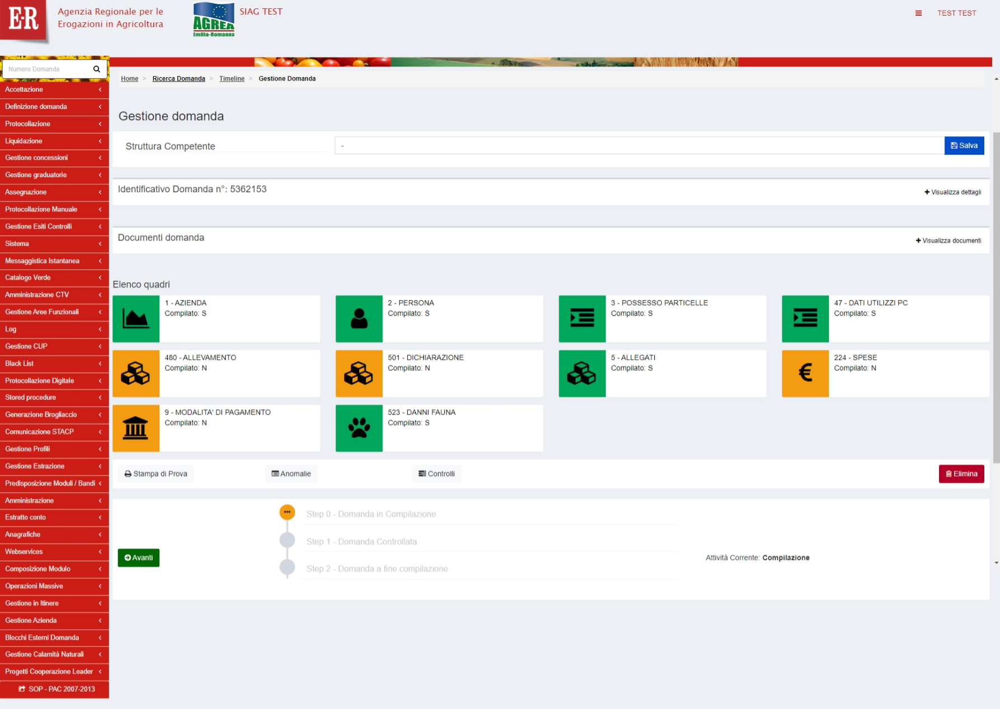 E·R
Agenzia Regionale per le
Erogazioni in Agricoltura
AGREA
Emilia-Romagna
SIAG TEST
TEST TEST
Numero Domanda
Home > Ricerca Domanda > Timeline > Gestione Domanda
Accettazione
Definizione domanda
Protocollazione
Liquidazione
Gestione concessioni
Gestione graduatorie
Assegnazione
Protocollazione Manuale
Gestione Esiti Controlli
Sistema
Messaggistica Istantanea
Catalogo Verde
Amministrazione CTV
Gestione Aree Funzionali
Log
Gestione CUP
Black List
Protocollazione Digitale
Stored procedure
Generazione Brogliaccio
Comunicazione STACP
Gestione Profili
Gestione Estrazione
Predisposizione Moduli / Bandi
Amministrazione
Estratto conto
Anagrafiche
Webservices
Composizione Modulo
Operazioni Massive
Gestione in Itinere
Gestione Azienda
Blocchi Esterni Domanda
Gestione Calamità Naturali
Progetti Cooperazione Leader
SOP - PAC 2007-2013
Gestione domanda
Struttura Competente
-
Salva
Identificativo Domanda n°: 5362153
Visualizza dettagli
Documenti domanda
Visualizza documenti
Elenco quadri
1 - AZIENDA
Compilato: S
2 - PERSONA
Compilato: S
3 - POSSESSO PARTICELLE
Compilato: S
47 - DATI UTILIZZI PC
Compilato: S
480 - ALLEVAMENTO
Compilato: N
501 - DICHIARAZIONE
Compilato: N
5 - ALLEGATI
Compilato: S
224 - SPESE
Compilato: N
9 - MODALITA' DI PAGAMENTO
Compilato: N
523 - DANNI FAUNA
Compilato: S
Stampa di Prova
Anomalie
Controlli
Elimina
Step 0 - Domanda in Compilazione
Step 1 - Domanda Controllata
Step 2 - Domanda a fine compilazione
Avanti
Attività Corrente: Compilazione